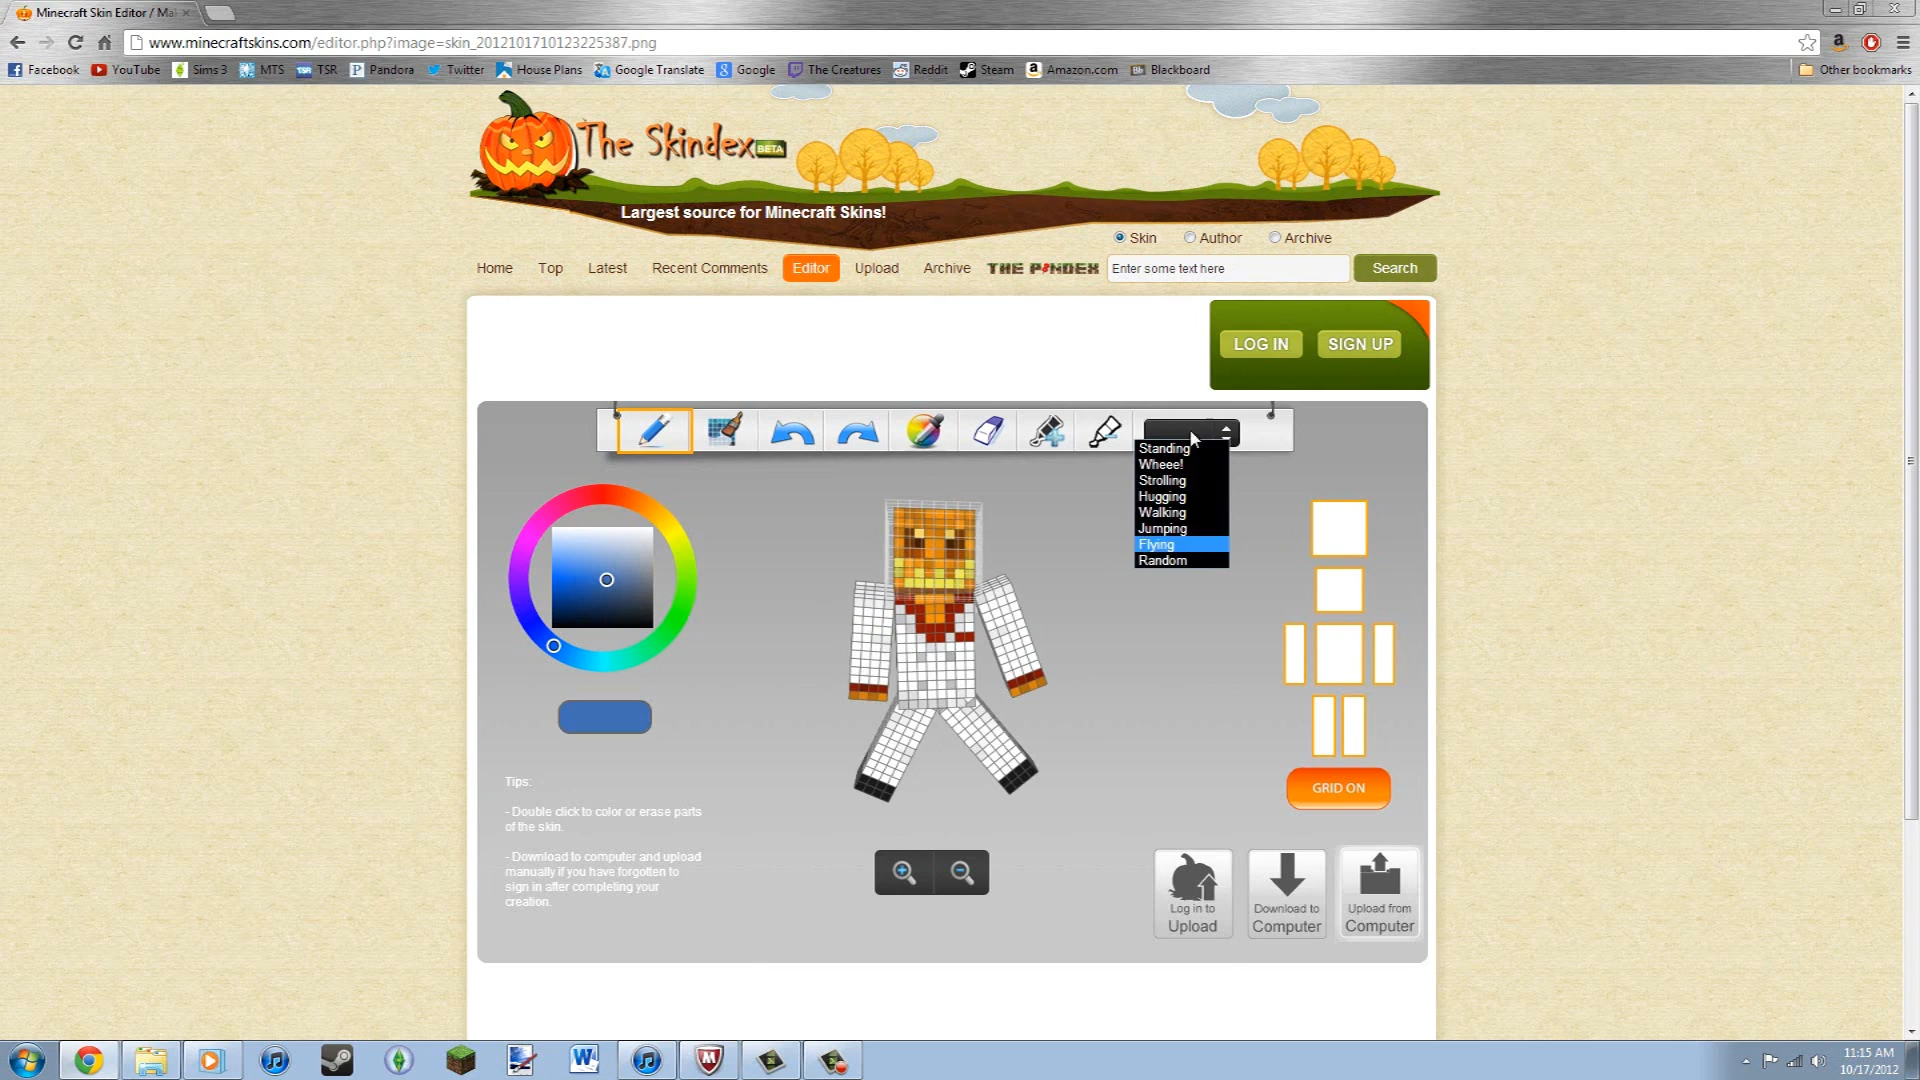 Minecraft Skin Editor / Mai
www.minecraftskins.com/editor.php?image=skin_2012101710123225387.png
Facebook YouTube Sims 3 MTS TSR Pandora Twitter House Plans Google Translate Google The Creatures Reddit Steam Amazon.com Blackboard Other bookmarks
The Skindex BETA
Largest source for Minecraft Skins!
Skin Author Archive
Home Top Latest Recent Comments Editor Upload Archive THE PINDEX Enter some text here Search
LOG IN SIGN UP
Standing
Wheee!
Strolling
Hugging
Walking
Jumping
Flying
Random
Tips:
- Double click to color or erase parts
of the skin.
- Download to computer and upload
manually if you have forgotten to
sign in after completing your
creation.
GRID ON
Log in to
Upload
Download to
Computer
Upload from
Computer
11:15 AM
10/17/2012